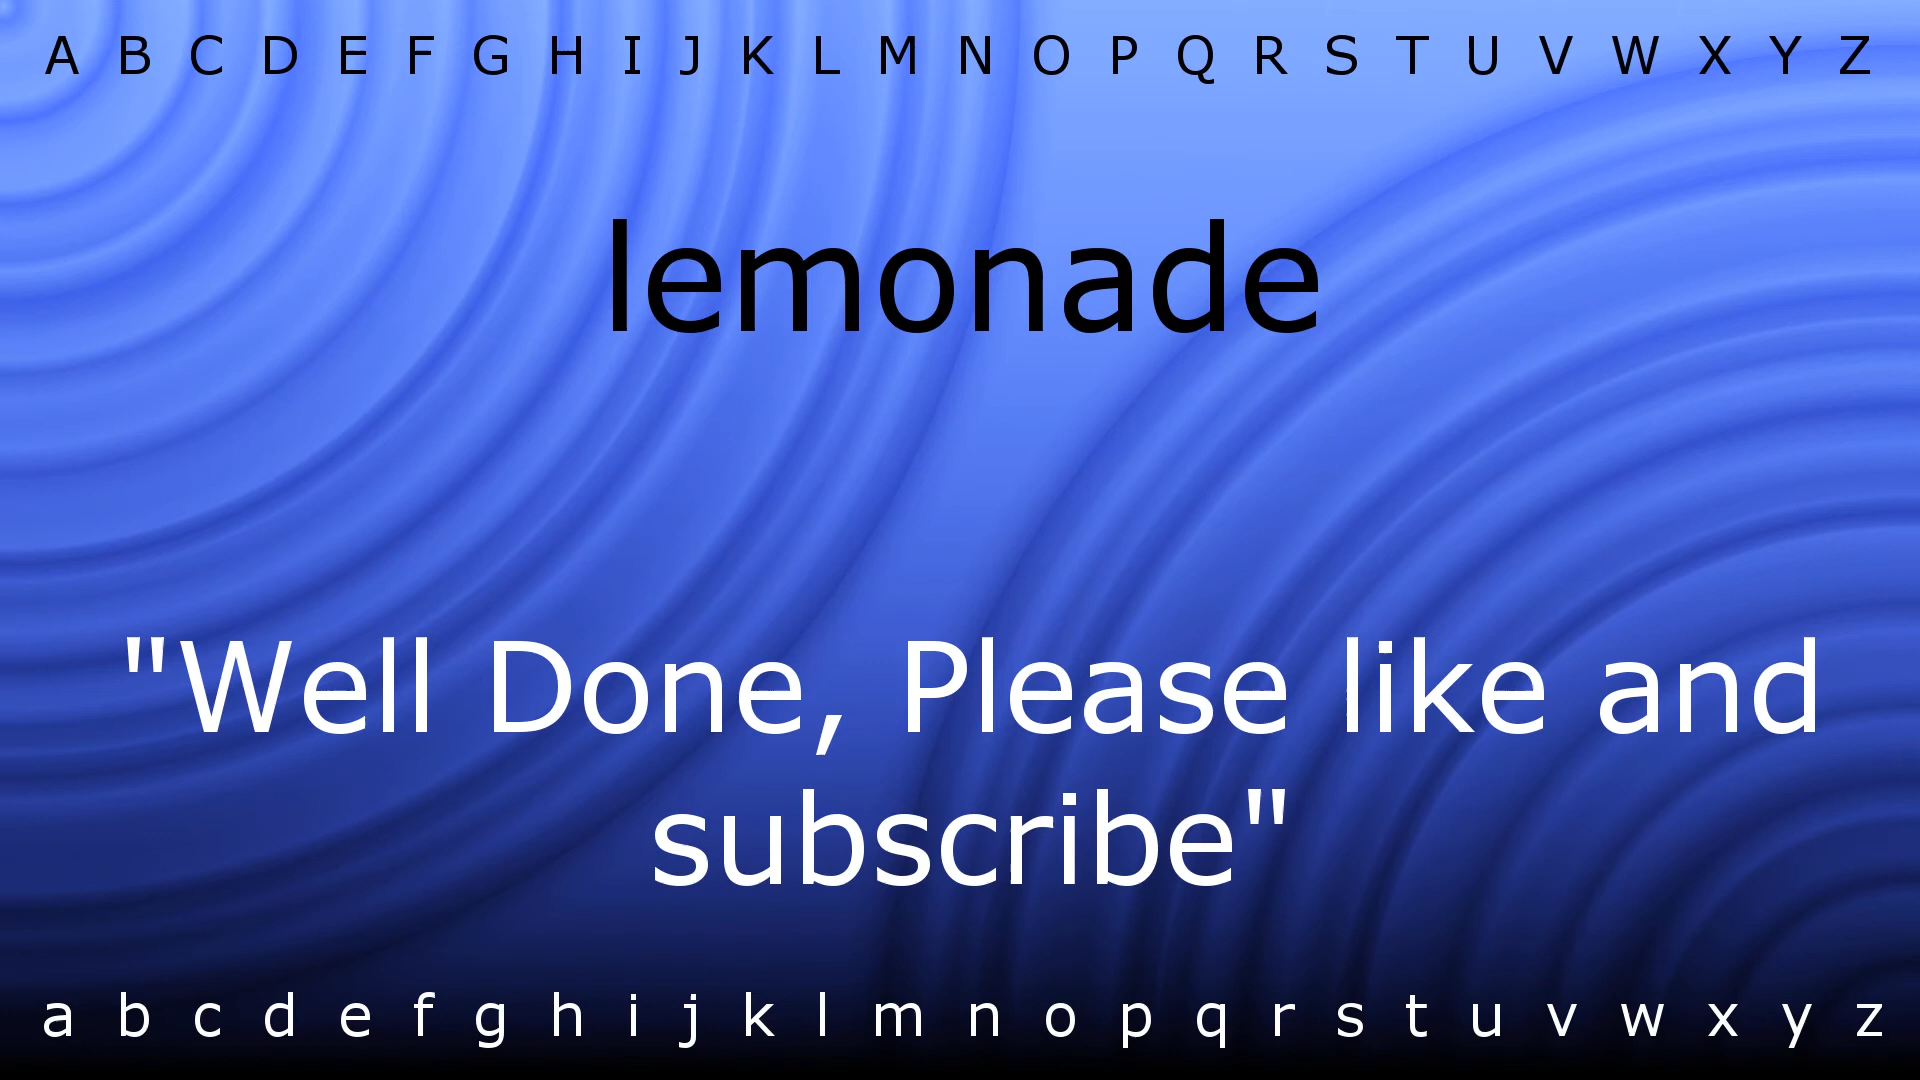 A B C D E F G H I J K L M N O P Q R S T U V W X Y Z
lemonade
"Well Done, Please like and
subscribe"
a b c d e f g h i j k l m n o p q r s t u v w x y z